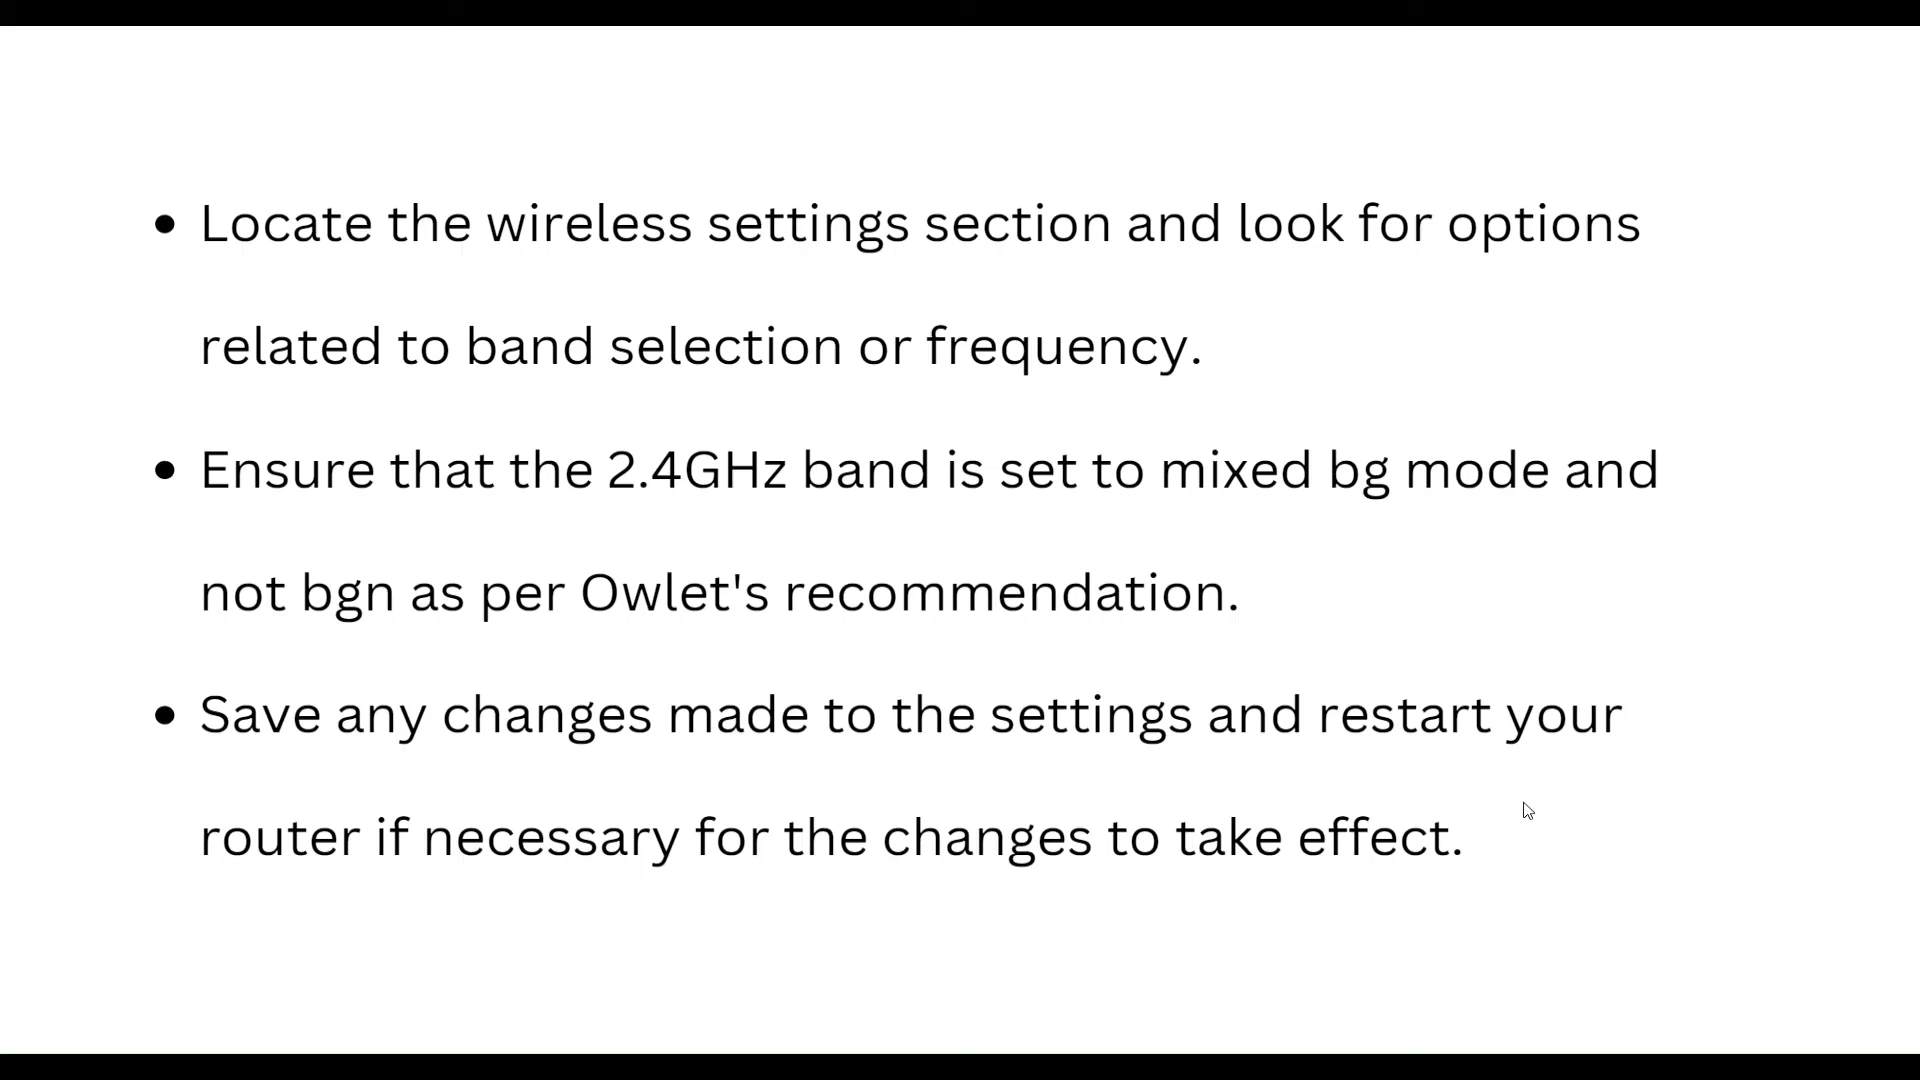 • Locate the wireless settings section and look for options
related to band selection or frequency.
• Ensure that the 2.4GHz band is set to mixed bg mode and
not bgn as per Owlet's recommendation.
• Save any changes made to the settings and restart your
router if necessary for the changes to take effect.